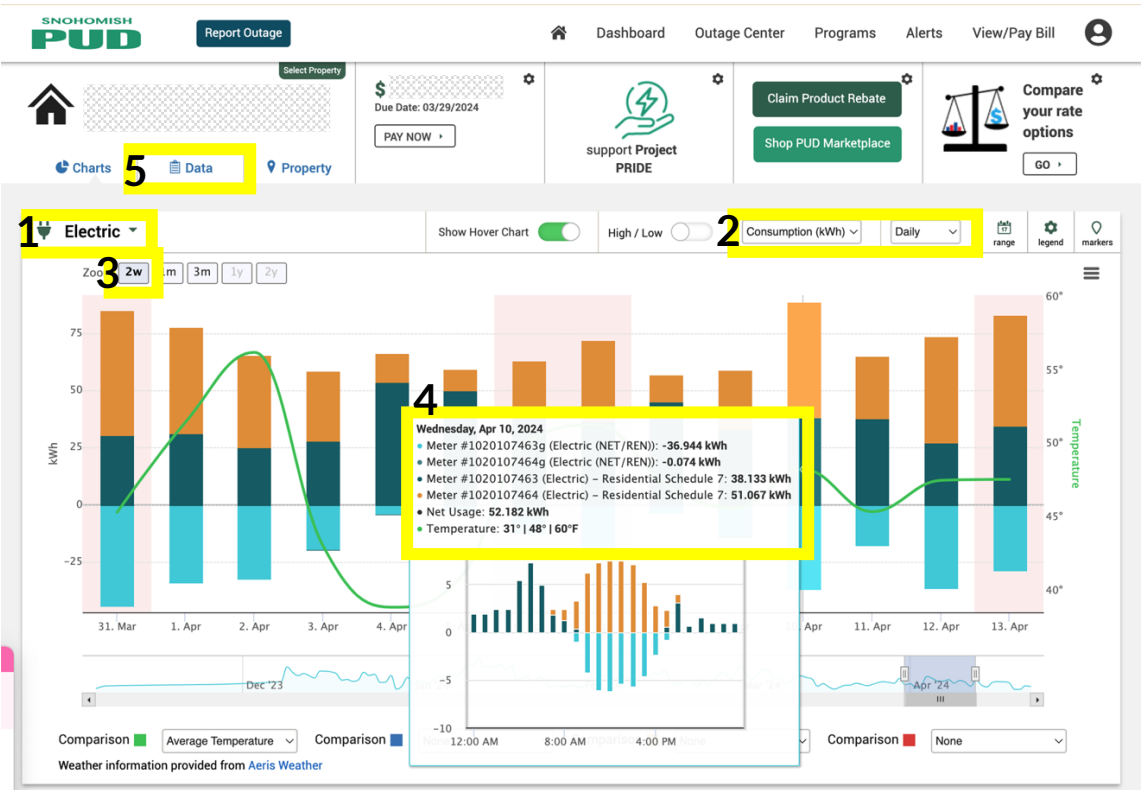 SNOHOMISH
PUD
Report Outage
Dashboard
Outage Center
Programs
Alerts
View/Pay Bill
Select Property
$
Due Date: 03/29/2024
PAY NOW
support Project
PRIDE
Claim Product Rebate
Shop PUD Marketplace
Compare
your rate
options
GO
Charts
5
Data
Property
1
Electric
Show Hover Chart
High / Low
2
Consumption (kWh)
Daily
17
range
legend
markers
3
2w
3m
1y
2y
60°
55°
50°
45°
40°
Temperature
75
50
25
0
-25
kWh
4
Wednesday, Apr 10, 2024
Meter #1020107463g (Electric (NET/REN)): -36.944 kWh
Meter #1020107464g (Electric (NET/REN)): -0.074 kWh
Meter #1020107463 (Electric) – Residential Schedule 7: 38.133 kWh
Meter #1020107464 (Electric) – Residential Schedule 7: 51.067 kWh
Net Usage: 52.182 kWh
Temperature: 31° | 48° | 60°F
5
0
-5
-10
12:00 AM
8:00 AM
4:00 PM
31. Mar
1. Apr
2. Apr
3. Apr
4. Apr
Apr
11. Apr
12. Apr
13. Apr
Dec '23
Apr '24
Comparison
Average Temperature
Comparison
Comparison
None
Weather information provided from Aeris Weather